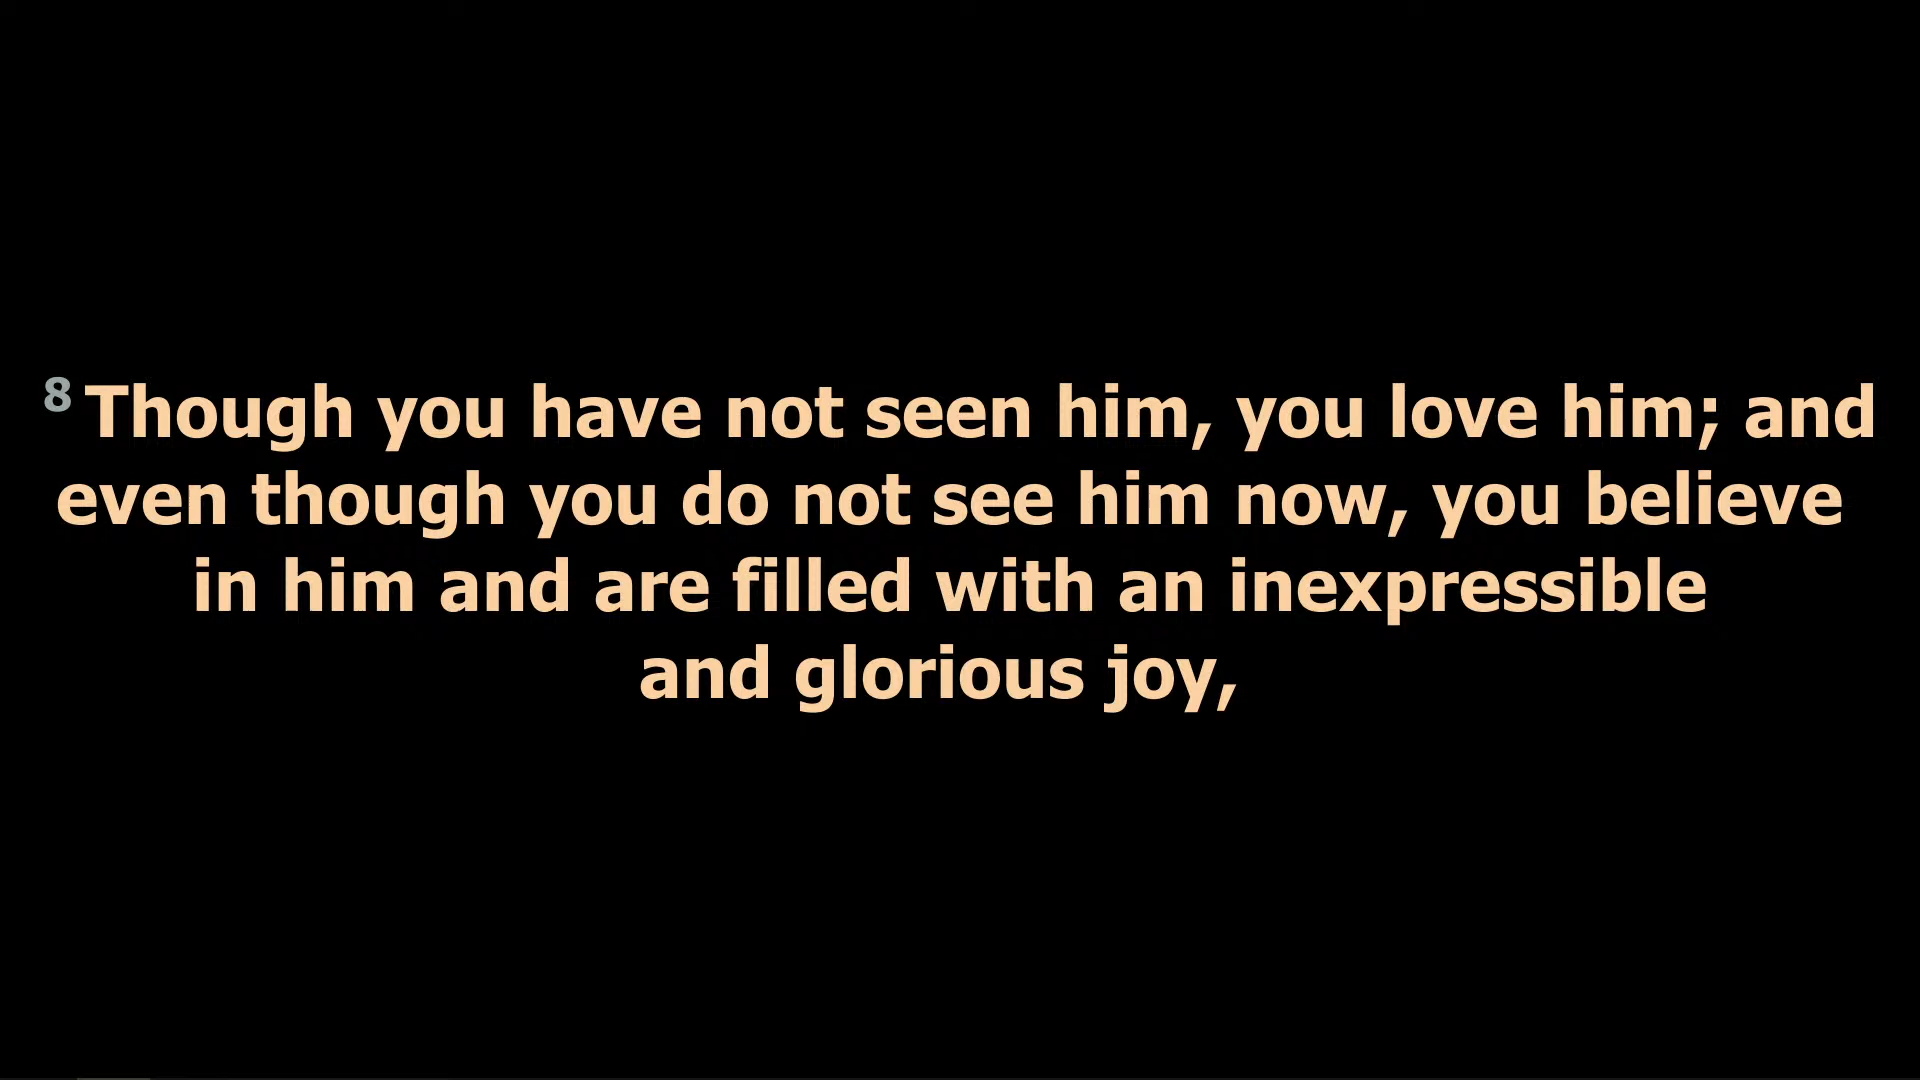 8 Though you have not seen him, you love him; and
even though you do not see him now, you believe
in him and are filled with an inexpressible
and glorious joy,